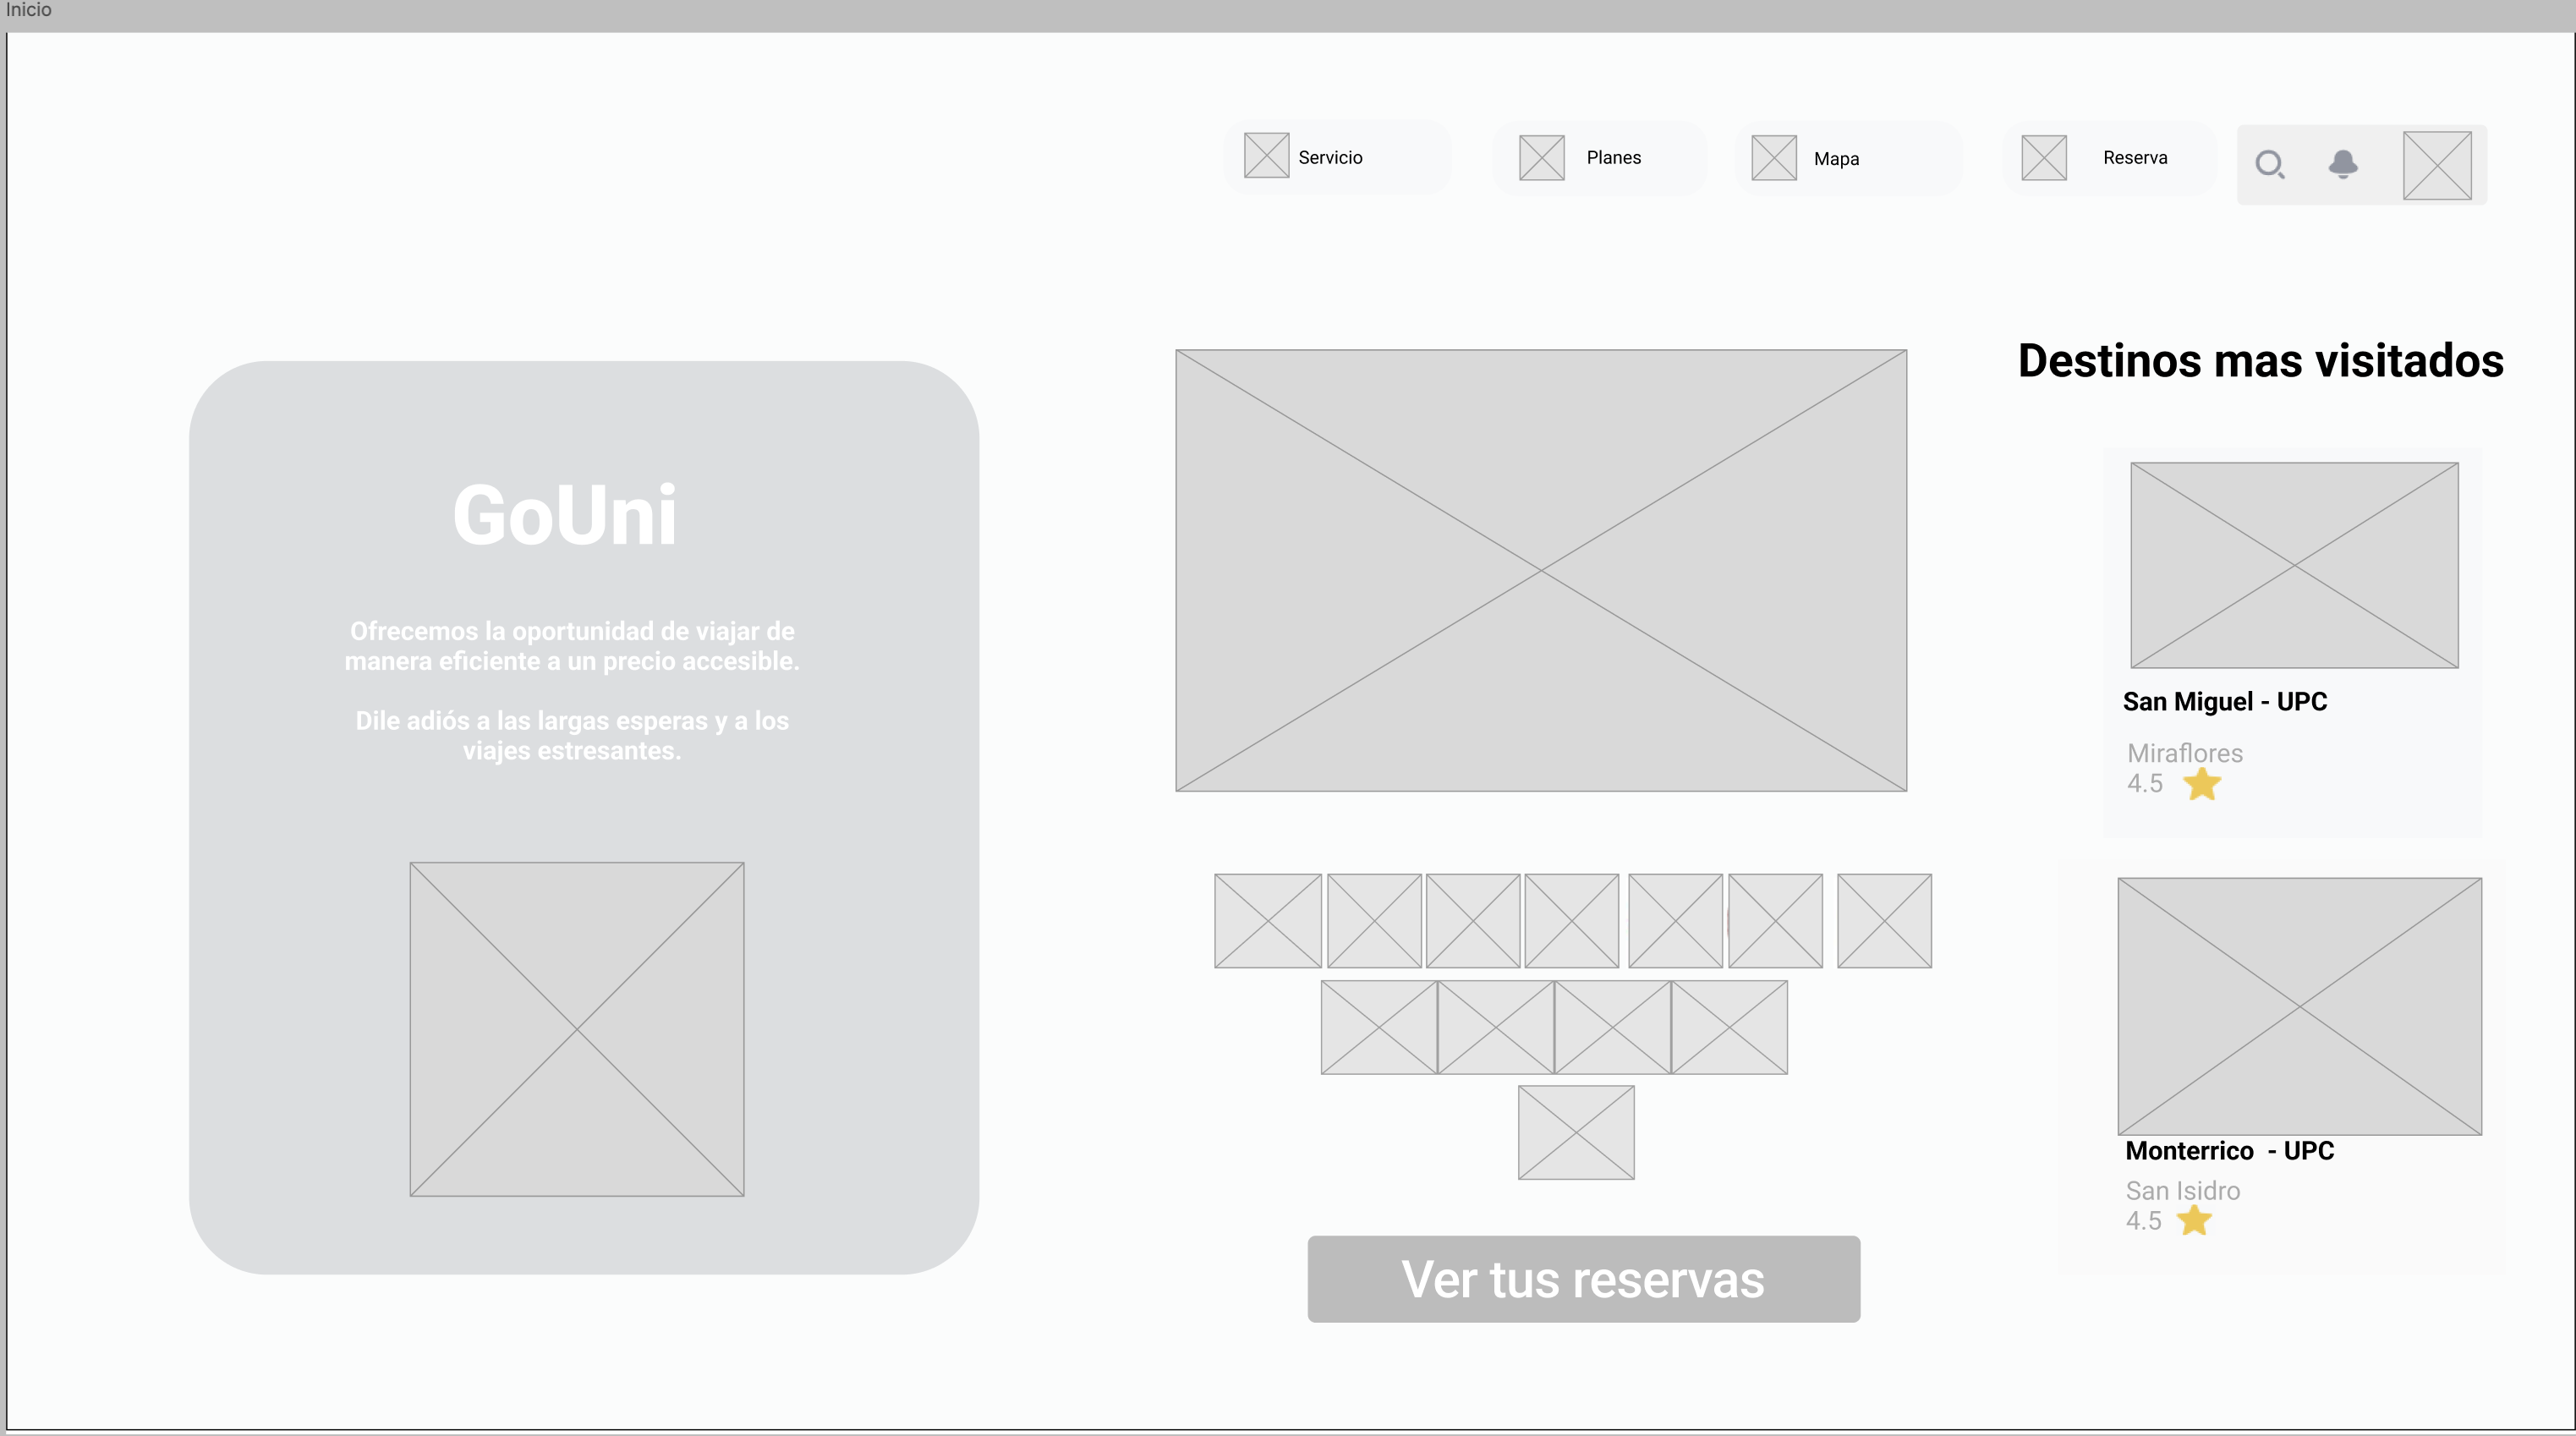 Inicio
Servicio
Planes
Mapa
Reserva
GoUni
Ofrecemos la oportunidad de viajar de
manera eficiente a un precio accesible.
Dile adiós a las largas esperas y a los
viajes estresantes.
Ver tus reservas
Destinos mas visitados
San Miguel - UPC
Miraflores
4.5
Monterrico - UPC
San Isidro
4.5